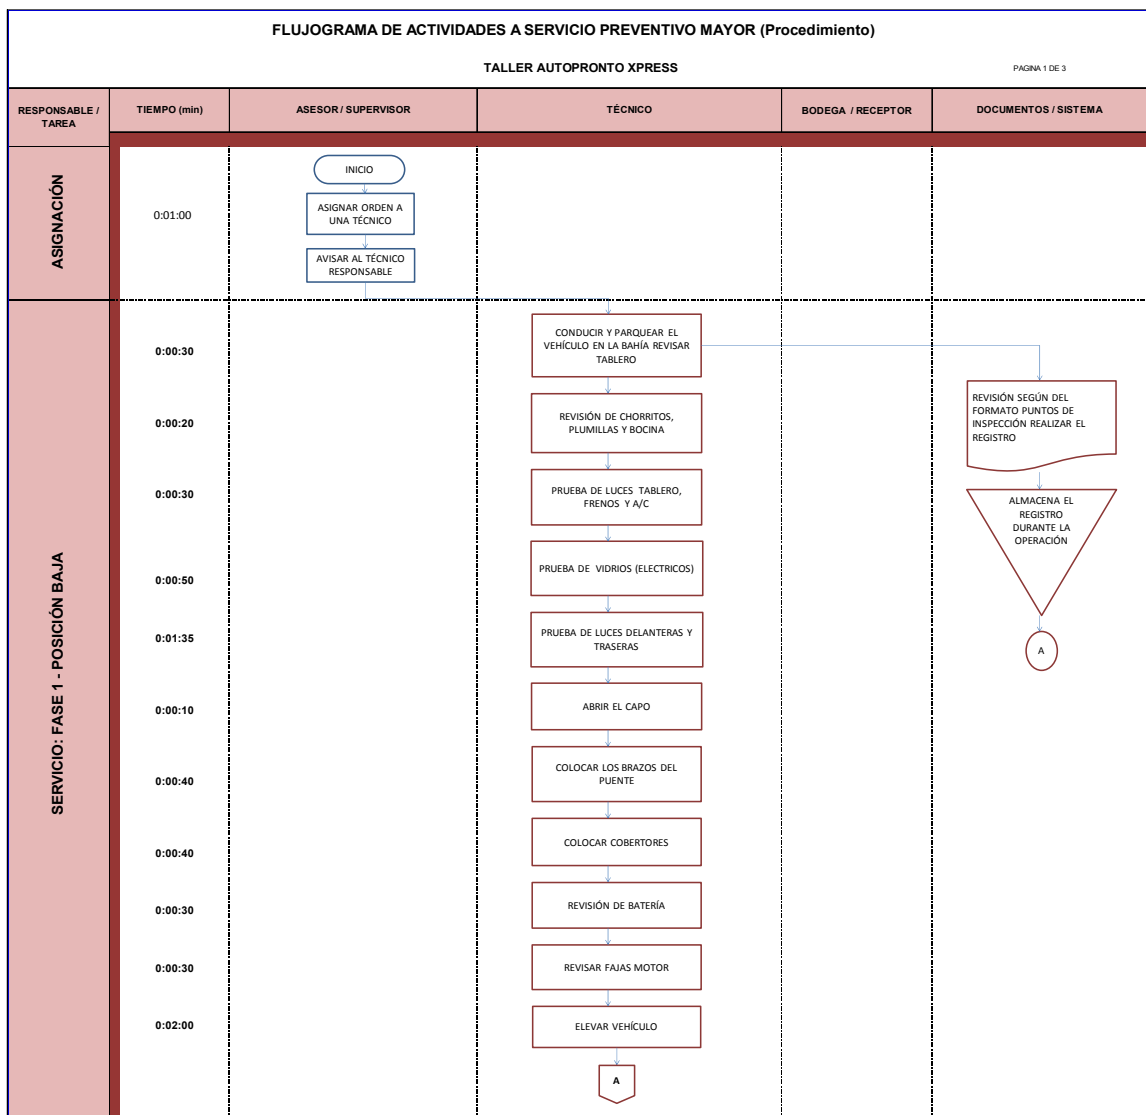 FLUJOGRAMA DE ACTIVIDADES A SERVICIO PREVENTIVO MAYOR (Procedimiento)
TALLER AUTOPRONTO XPRESS
PAGINA 1 DE 3
RESPONSABLE /
TAREA
TIEMPO (min)
ASESOR / SUPERVISOR
TÉCNICO
BODEGA / RECEPTOR
DOCUMENTOS / SISTEMA
ASIGNACIÓN
0:01:00
INICIO
ASIGNAR ORDEN A
UNA TÉCNICO
AVISAR AL TÉCNICO
RESPONSABLE
SERVICIO: FASE 1 - POSICIÓN BAJA
0:00:30
CONDUCIR Y PARQUEAR EL
VEHÍCULO EN LA BAHÍA REVISAR
TABLERO
0:00:20
REVISIÓN DE CHORRITOS,
PLUMILLAS Y BOCINA
0:00:30
PRUEBA DE LUCES TABLERO,
FRENOS Y A/C
0:00:50
PRUEBA DE VIDRIOS (ELECTRICOS)
0:01:35
PRUEBA DE LUCES DELANTERAS Y
TRASERAS
0:00:10
ABRIR EL CAPO
0:00:40
COLOCAR LOS BRAZOS DEL
PUENTE
0:00:40
COLOCAR COBERTORES
0:00:30
REVISIÓN DE BATERÍA
0:00:30
REVISAR FAJAS MOTOR
0:02:00
ELEVAR VEHÍCULO
A
REVISIÓN SEGÚN DEL
FORMATO PUNTOS DE
INSPECCIÓN REALIZAR EL
REGISTRO
ALMACENA EL
REGISTRO
DURANTE LA
OPERACIÓN
A